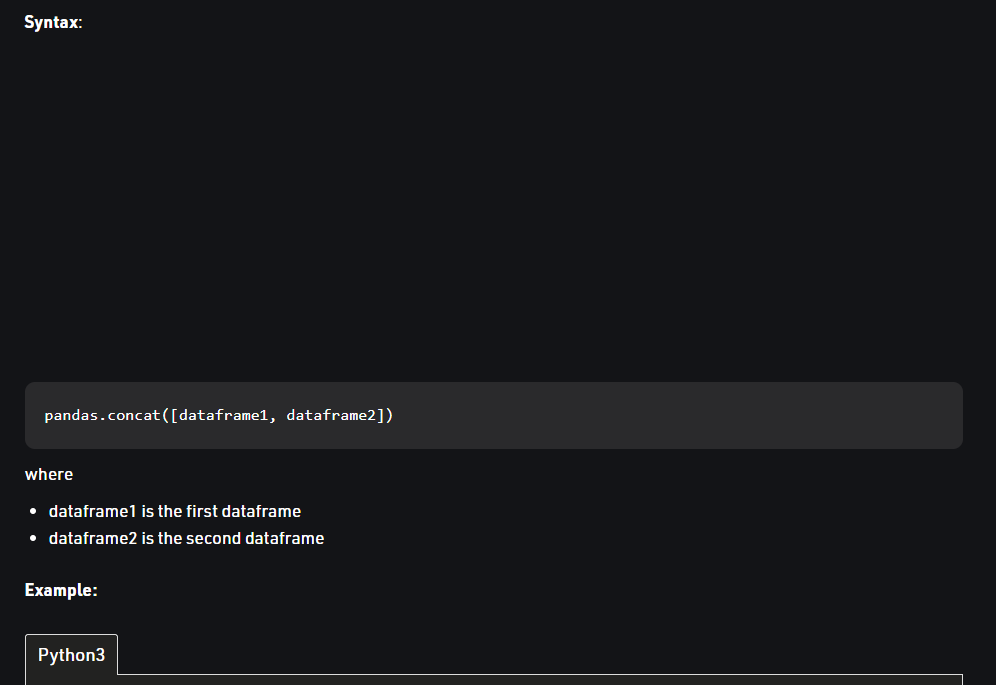 Syntax:
pandas.concat([dataframe1, dataframe2])
where
dataframe1 is the first dataframe
dataframe2 is the second dataframe
Example:
Python3